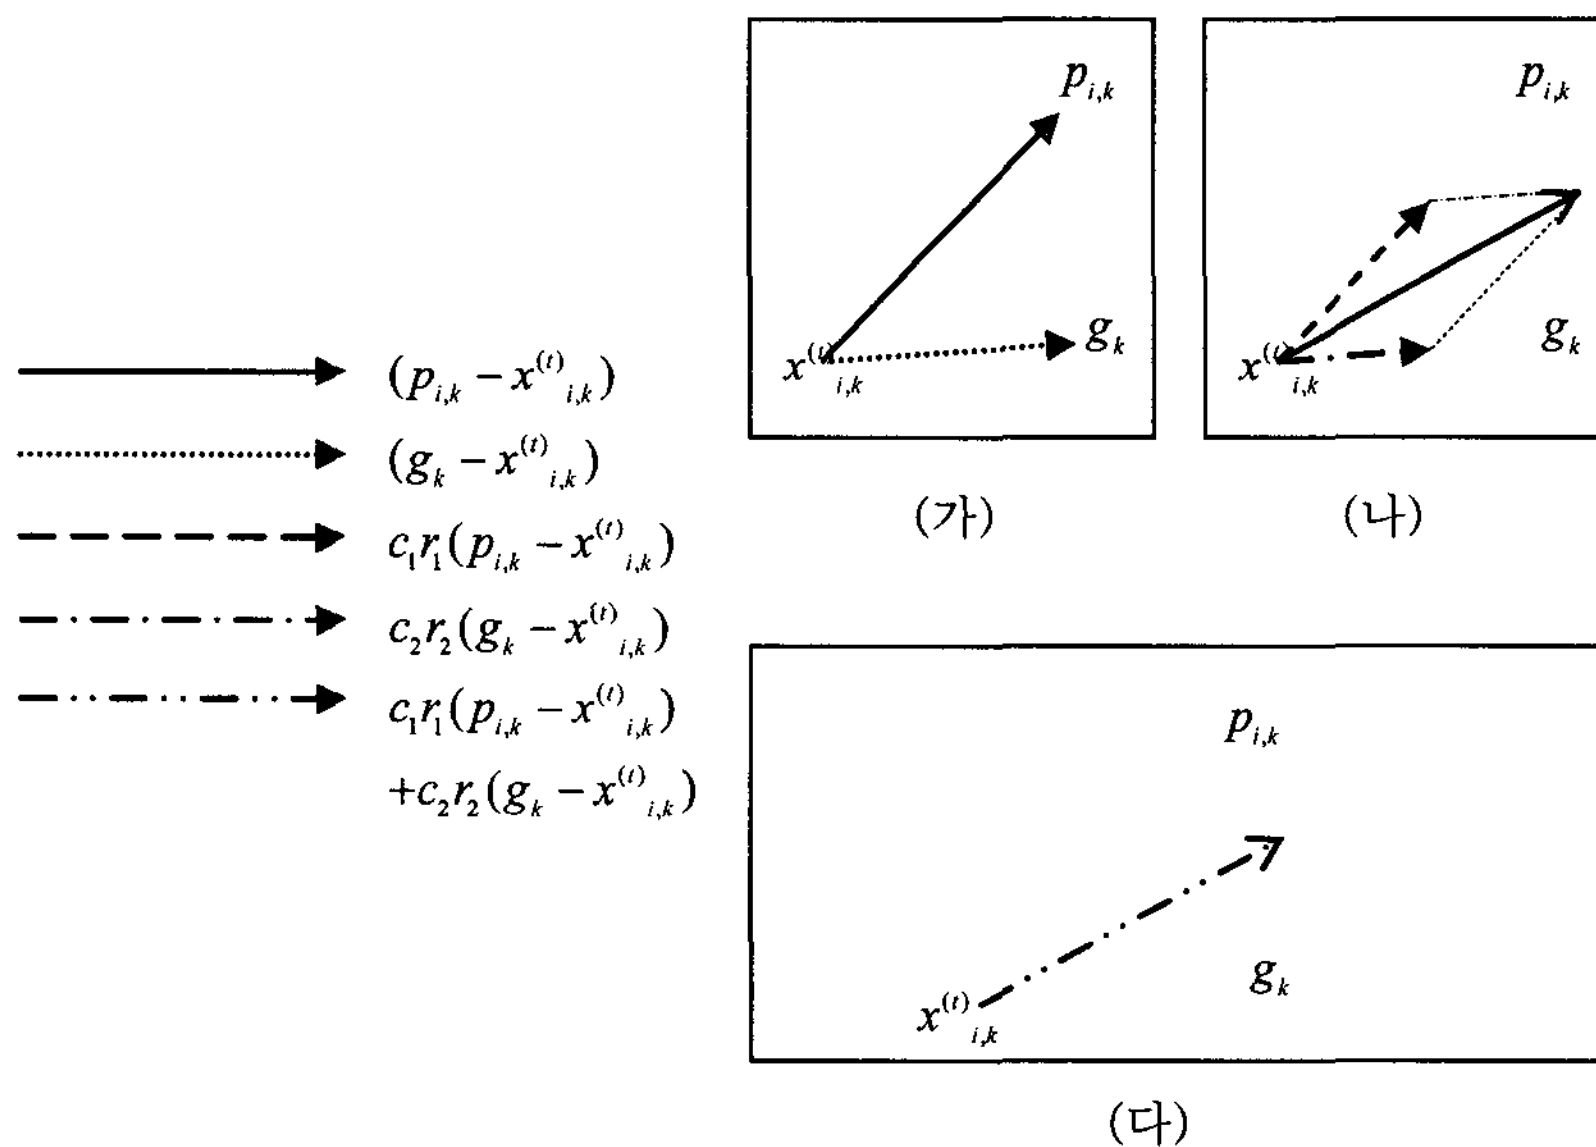 (p_{i,k} - x^{(t)}_{i,k})
(g_k - x^{(t)}_{i,k})
c_1r_1(p_{i,k} - x^{(t)}_{i,k})
c_2r_2(g_k - x^{(t)}_{i,k})
c_1r_1(p_{i,k} - x^{(t)}_{i,k})
+c_2r_2(g_k - x^{(t)}_{i,k})
p_{i,k}
g_k
x^{(t)}_{i,k}
(가)
p_{i,k}
g_k
x^{(t)}_{i,k}
(나)
p_{i,k}
g_k
x^{(t)}_{i,k}
(다)